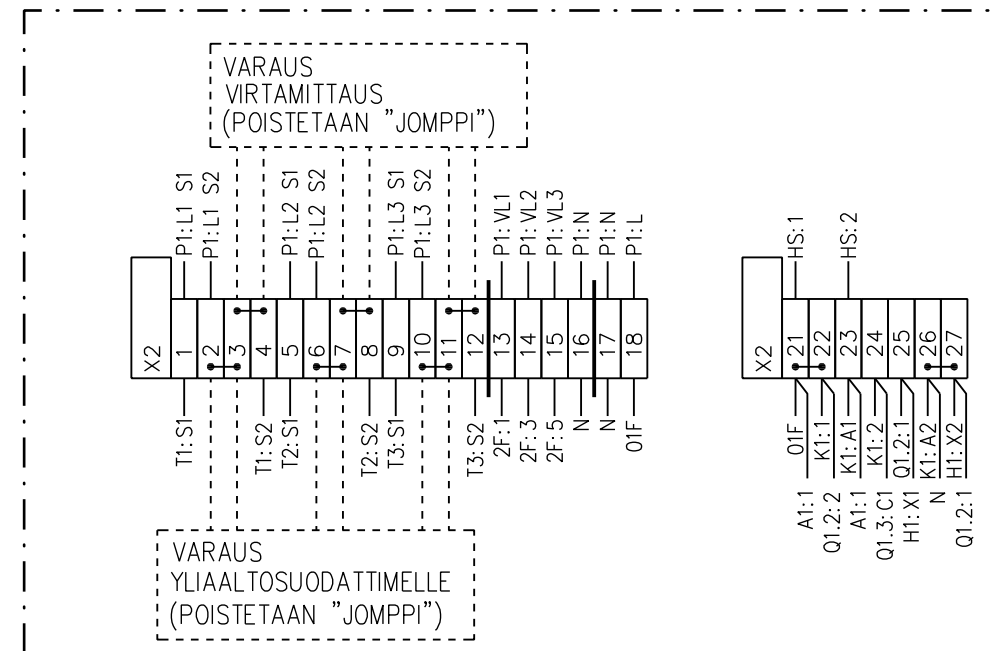 VARAUS
VIRTAMITTAUS
(POISTETAAN "JOMPPI")
P1:L1 S1
P1:L1 S2
P1:L2 S1
P1:L2 S2
P1:L3 S1
P1:L3 S2
P1:VL1
P1:VL2
P1:VL3
P1:N
P1:N
P1:L
HS:1
HS:2
X2
1
2
3
4
5
6
7
8
9
10
11
12
13
14
15
16
17
18
X2
21
22
23
24
25
26
27
T1:S1
T1:S2
T2:S1
T2:S2
T3:S1
T3:S2
2F:1
2F:3
2F:5
N
N
01F
01F
A1:1
K1:1
Q1.2:2
K1:A1
A1:1
K1:2
Q1.3:C1
Q1.2:1
H1:X1
K1:A2
N
H1:X2
Q1.2:1
VARAUS
YLIAALTOSUODATTIMELLE
(POISTETAAN "JOMPPI")